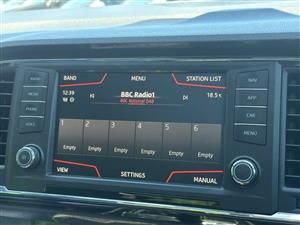 RADIO
MEDIA
PHONE
VOICE
BAND MENU STATION LIST
12:39 BBC Radio1 18.5°C
BBC National DAB
1 2 3 4 5 6
Empty Empty Empty Empty Empty Empty
VIEW SETTINGS MANUAL
NAV
APP
CAR
MENU